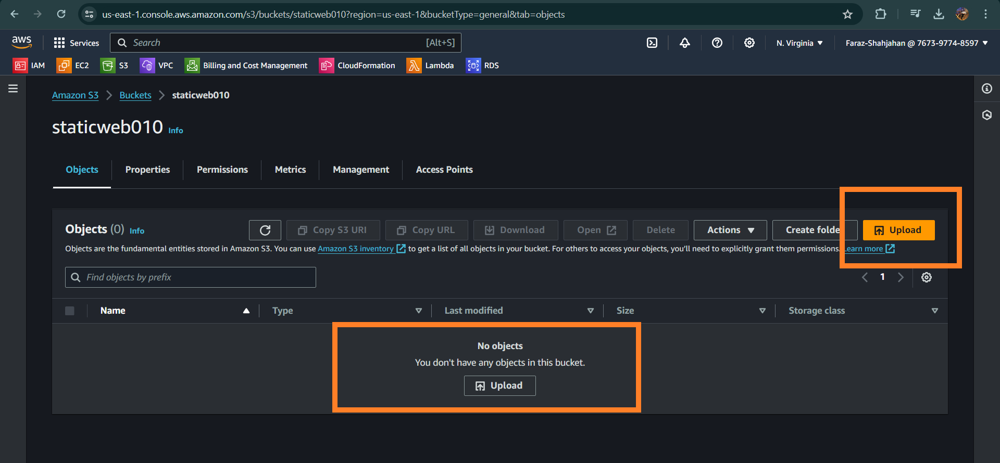 us-east-1.console.aws.amazon.com/s3/buckets/staticweb010?region=us-east-1&bucketType=general&tab=objects
aws Services Search [Alt+S] N. Virginia Faraz-Shahjahan @ 7673-9774-8597
IAM EC2 S3 VPC Billing and Cost Management CloudFormation Lambda RDS
Amazon S3 Buckets staticweb010
staticweb010 Info
Objects Properties Permissions Metrics Management Access Points
Objects (0) Info Copy S3 URI Copy URL Download Open Delete Actions Create folde Upload
Objects are the fundamental entities stored in Amazon S3. You can use Amazon S3 inventory to get a list of all objects in your bucket. For others to access your objects, you'll need to explicitly grant them permissions. Learn more
Find objects by prefix 1
Name Type Last modified Size Storage class
No objects
You don't have any objects in this bucket.
Upload